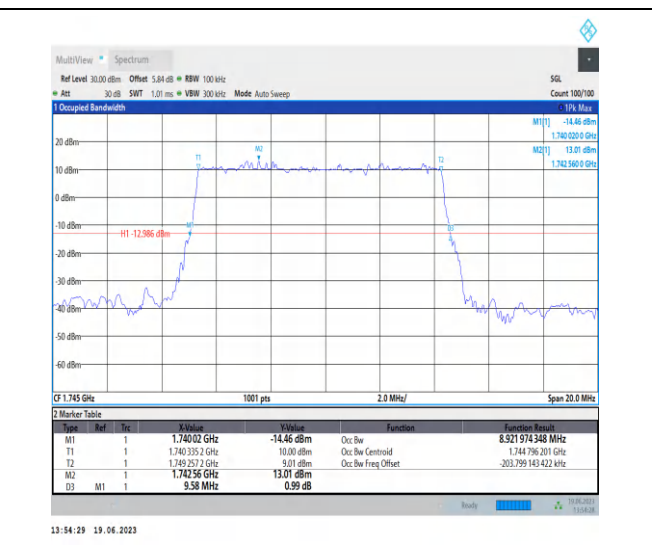 MultiView Spectrum
Ref Level 30.00 dBm Offset 5.84 dB RBW 100 kHz SGL
Att 30 dB SWT 1.01 ms VBW 300 kHz Mode Auto Sweep Count 100/100
1 Occupied Bandwidth 1Pk Max
M1[1] -14.46 dBm
1.740 020 0 GHz
M2[1] 13.01 dBm
1.742 560 0 GHz
20 dBm
T1 M2 T2
10 dBm
0 dBm
-10 dBm
M1 D3
H1 -12.986 dBm
-20 dBm
-30 dBm
-40 dBm
-50 dBm
-60 dBm
CF 1.745 GHz 1001 pts 2.0 MHz/ Span 20.0 MHz
2 Marker Table
Type Ref Trc X-Value Y-Value Function Function Result
M1 1 1.740 02 GHz -14.46 dBm Occ Bw 8.921 974 348 MHz
T1 1 1.740 335 2 GHz 10.00 dBm Occ Bw Centroid 1.744 796 201 GHz
T2 1 1.749 257 2 GHz 9.01 dBm Occ Bw Freq Offset -203.799 143 422 kHz
M2 1 1.742 56 GHz 13.01 dBm
D3 M1 1 9.58 MHz 0.99 dB
Ready 19.06.2023
13:54:28
13:54:29 19.06.2023